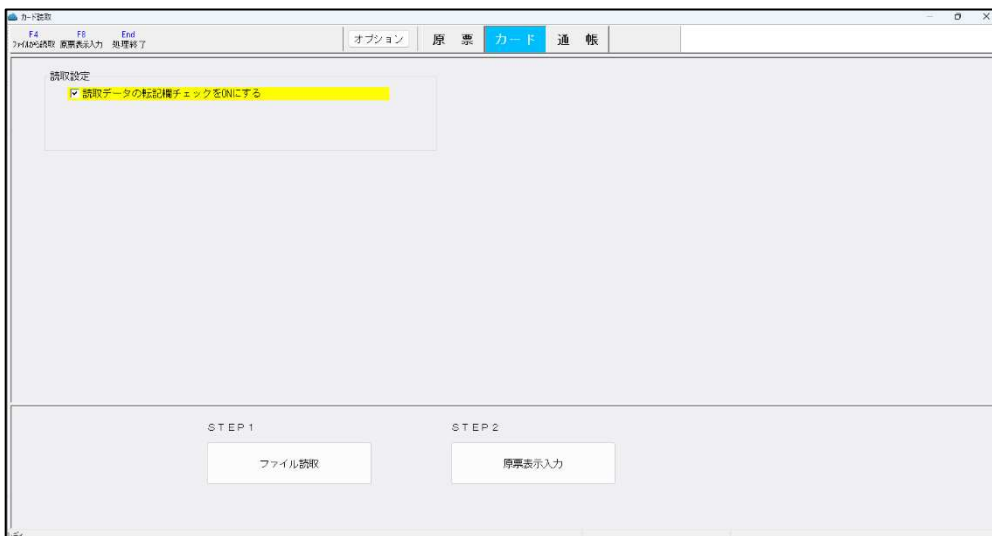 カード読取
F4 F8 End
ファイルから読取 原票表示入力 処理終了
オプション 原 票 カード 通 帳
読取設定
読取データの転記欄チェックをONにする
STEP1 STEP2
ファイル読取 原票表示入力